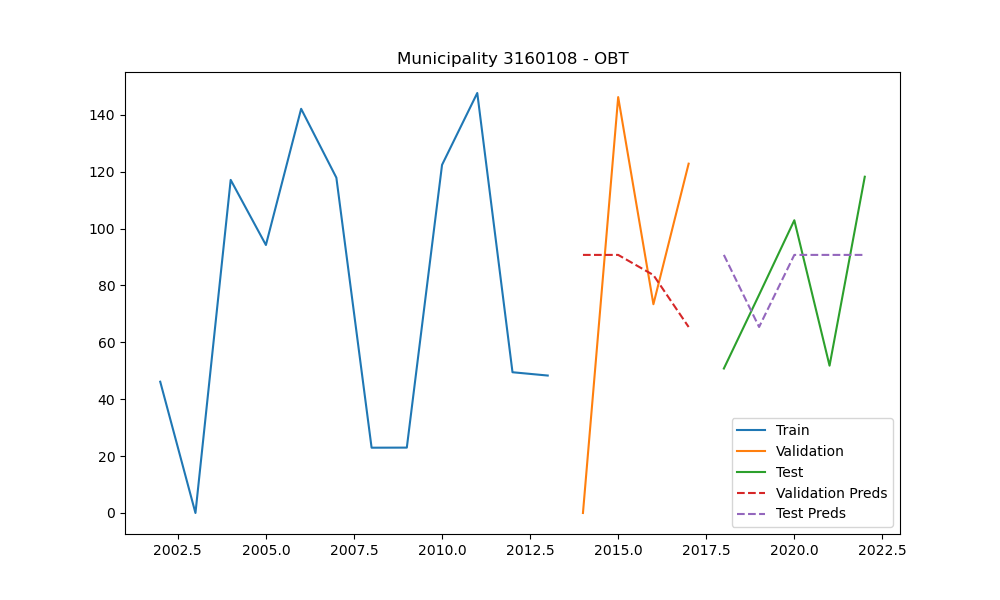 Municipality 3160108 - OBT
140
120
100
80
60
40
20
0
2002.5 2005.0 2007.5 2010.0 2012.5 2015.0 2017.5 2020.0 2022.5
Train
Validation
Test
Validation Preds
Test Preds